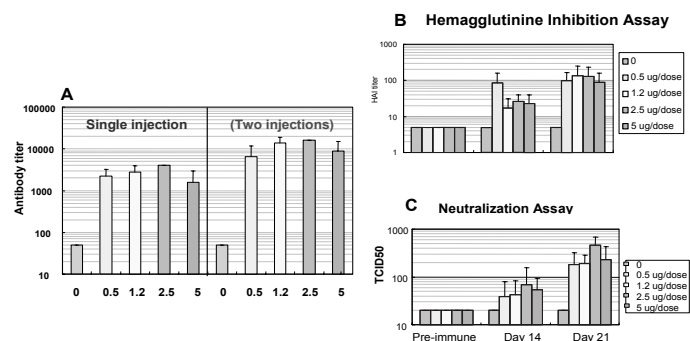 A
Single injection
(Two injections)
Antibody titer
100000
10000
1000
100
10
0 0.5 1.2 2.5 5 0 0.5 1.2 2.5 5
B Hemagglutinine Inhibition Assay
HAI titer
1000
100
10
1
0
0.5 ug/dose
1.2 ug/dose
2.5 ug/dose
5 ug/dose
C Neutralization Assay
TCID50
1000
100
10
Pre-immune Day 14 Day 21
0
0.5 ug/dose
1.2 ug/dose
2.5 ug/dose
5 ug/dose